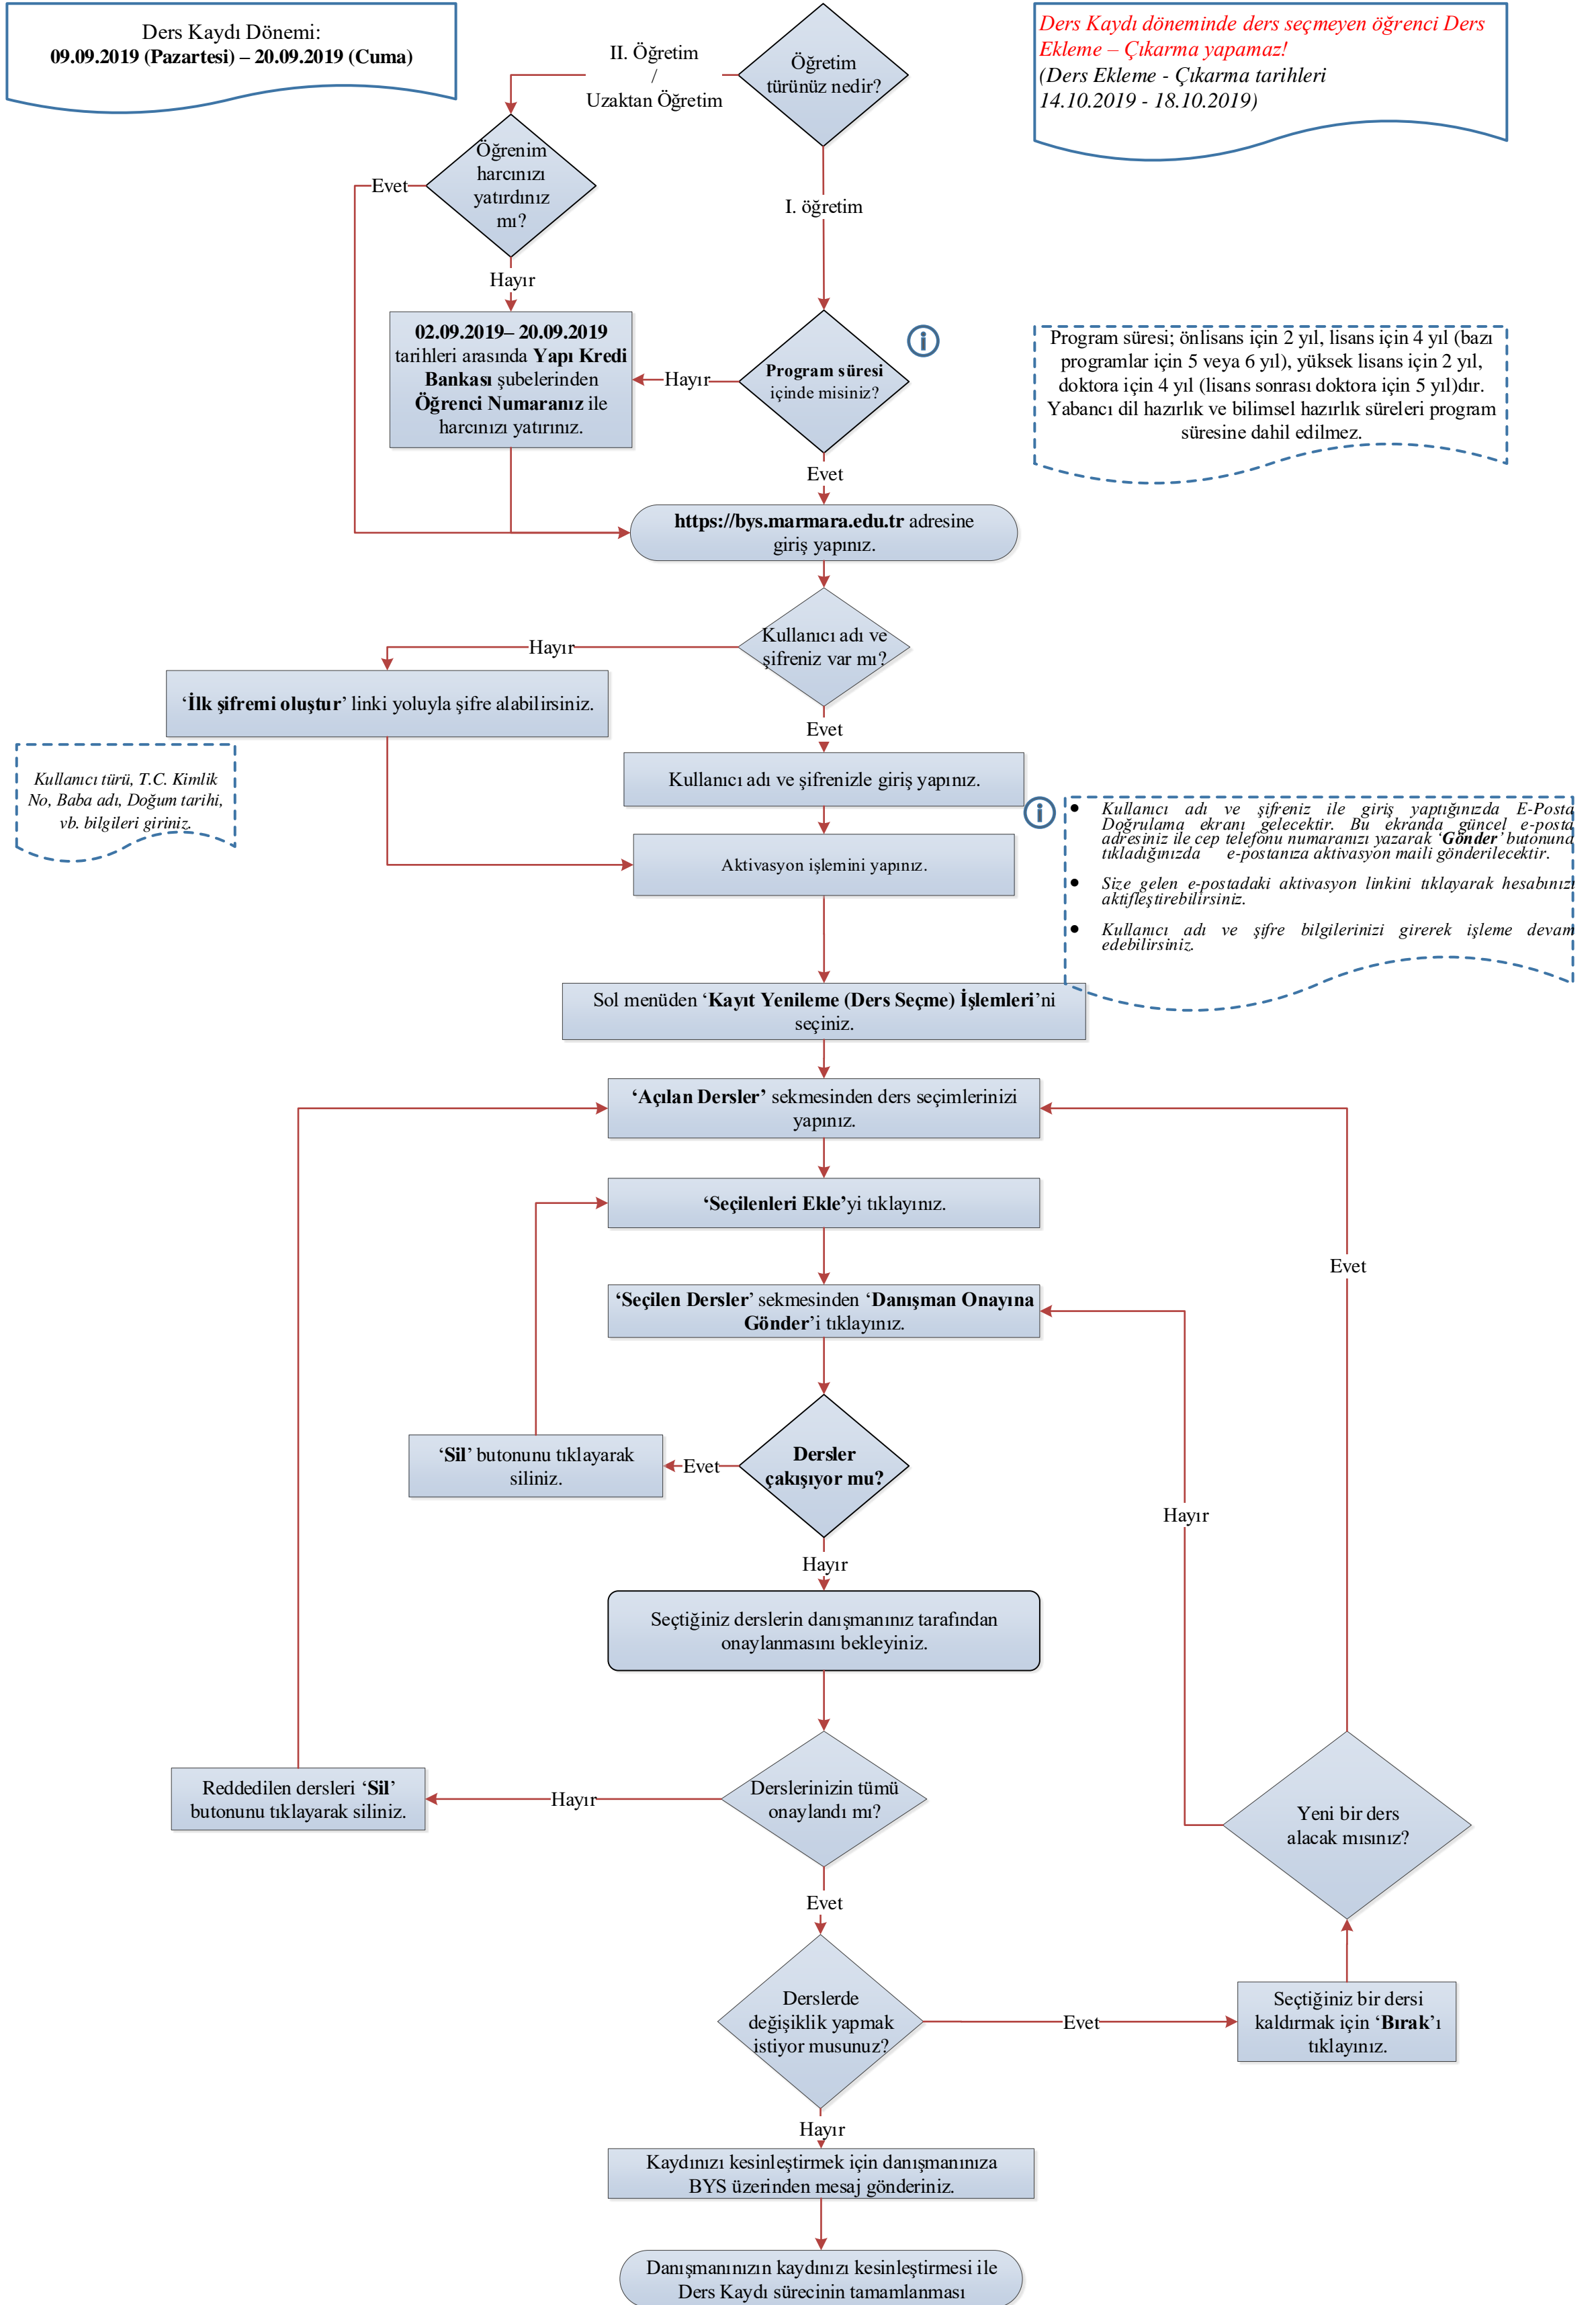 Ders Kaydı Dönemi:
09.09.2019 (Pazartesi) – 20.09.2019 (Cuma)
Ders Kaydı döneminde ders seçmeyen öğrenci Ders
Ekleme – Çıkarma yapamaz!
(Ders Ekleme - Çıkarma tarihleri
14.10.2019 - 18.10.2019)
Öğretim
türünüz nedir?
II. Öğretim
/
Uzaktan Öğretim
Öğrenim
harcınızı
yatırdınız
mı?
Evet
I. öğretim
Hayır
02.09.2019– 20.09.2019
tarihleri arasında Yapı Kredi
Bankası şubelerinden
Öğrenci Numaranız ile
harcınızı yatırınız.
Hayır
Program süresi
içinde misiniz?
Program süresi; önlisans için 2 yıl, lisans için 4 yıl (bazı
programlar için 5 veya 6 yıl), yüksek lisans için 2 yıl,
doktora için 4 yıl (lisans sonrası doktora için 5 yıl)dır.
Yabancı dil hazırlık ve bilimsel hazırlık süreleri program
süresine dahil edilmez.
Evet
https://bys.marmara.edu.tr adresine
giriş yapınız.
Kullanıcı adı ve
şifreniz var mı?
Hayır
‘İlk şifremi oluştur’ linki yoluyla şifre alabilirsiniz.
Evet
Kullanıcı türü, T.C. Kimlik
No, Baba adı, Doğum tarihi,
vb. bilgileri giriniz.
Kullanıcı adı ve şifrenizle giriş yapınız.
Aktivasyon işlemini yapınız.
● Kullanıcı adı ve şifreniz ile giriş yaptığınızda E-Posta
Doğrulama ekranı gelecektir. Bu ekranda güncel e-posta
adresiniz ile cep telefonu numaranızı yazarak ‘Gönder’ butonuna
tıkladığınızda e-postanıza aktivasyon maili gönderilecektir.
● Size gelen e-postadaki aktivasyon linkini tıklayarak hesabınızı
aktifleştirebilirsiniz.
● Kullanıcı adı ve şifre bilgilerinizi girerek işleme devam
edebilirsiniz.
Sol menüden ‘Kayıt Yenileme (Ders Seçme) İşlemleri’ni
seçiniz.
‘Açılan Dersler’ sekmesinden ders seçimlerinizi
yapınız.
‘Seçilenleri Ekle’yi tıklayınız.
Evet
‘Seçilen Dersler’ sekmesinden ‘Danışman Onayına
Gönder’i tıklayınız.
Dersler
çakışıyor mu?
Evet
‘Sil’ butonunu tıklayarak
siliniz.
Hayır
Hayır
Seçtiğiniz derslerin danışmanınız tarafından
onaylanmasını bekleyiniz.
Derslerinizin tümü
onaylandı mı?
Hayır
Reddedilen dersleri ‘Sil’
butonunu tıklayarak siliniz.
Yeni bir ders
alacak mısınız?
Evet
Derslerde
değişiklik yapmak
istiyor musunuz?
Evet
Seçtiğiniz bir dersi
kaldırmak için ‘Bırak’ı
tıklayınız.
Hayır
Kaydınızı kesinleştirmek için danışmanınıza
BYS üzerinden mesaj gönderiniz.
Danışmanınızın kaydınızı kesinleştirmesi ile
Ders Kaydı sürecinin tamamlanması